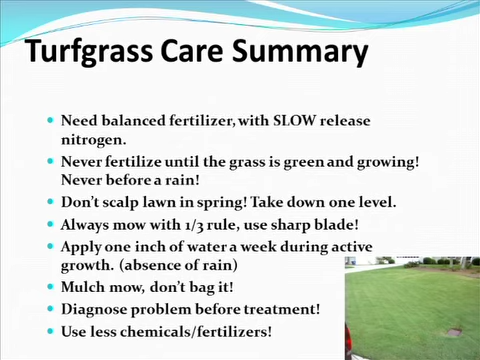 Turfgrass Care Summary
Need balanced fertilizer, with SLOW release
nitrogen.
Never fertilize until the grass is green and growing!
Never before a rain!
Don't scalp lawn in spring! Take down one level.
Always mow with 1/3 rule, use sharp blade!
Apply one inch of water a week during active
growth. (absence of rain)
Mulch mow, don't bag it!
Diagnose problem before treatment!
Use less chemicals/fertilizers!